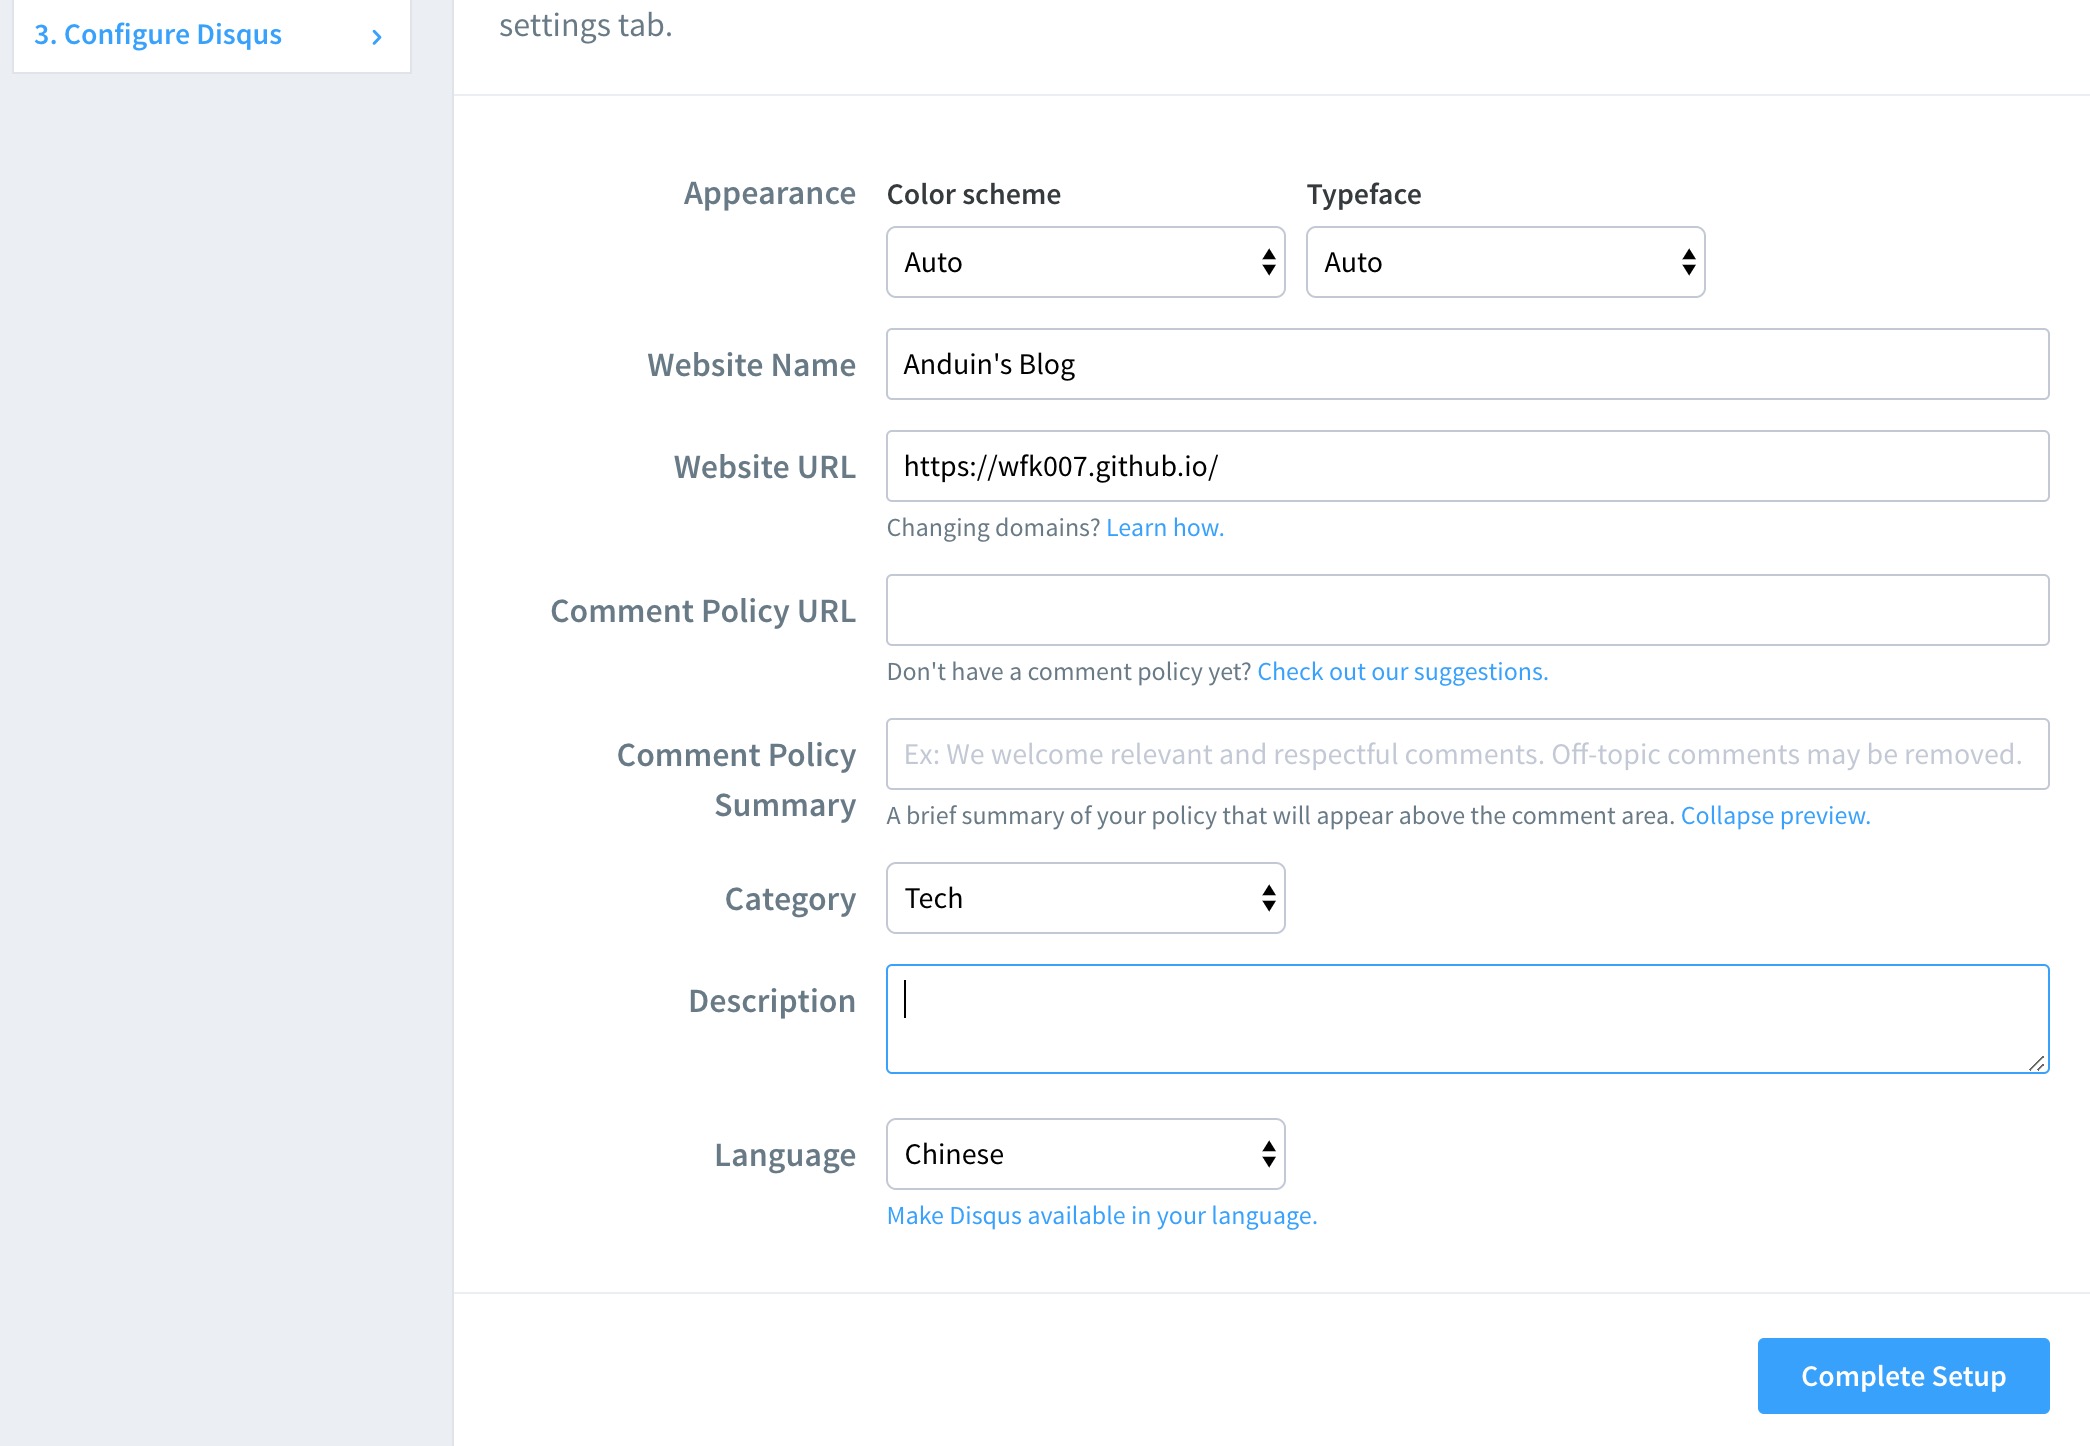 3. Configure Disqus
settings tab.
Appearance
Color scheme
Typeface
Auto
Auto
Website Name
Anduin's Blog
Website URL
https://wfk007.github.io/
Changing domains? Learn how.
Comment Policy URL
Don't have a comment policy yet? Check out our suggestions.
Comment Policy
Summary
Ex: We welcome relevant and respectful comments. Off-topic comments may be removed.
A brief summary of your policy that will appear above the comment area. Collapse preview.
Category
Tech
Description
Language
Chinese
Make Disqus available in your language.
Complete Setup